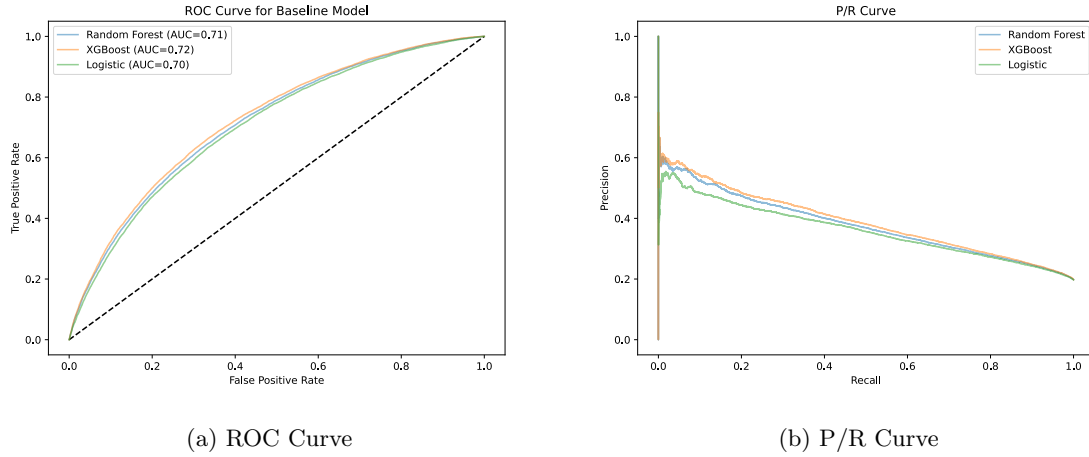 ROC Curve for Baseline Model
Random Forest (AUC=0.71)
XGBoost (AUC=0.72)
Logistic (AUC=0.70)
True Positive Rate
1.0
0.8
0.6
0.4
0.2
0.0
0.0 0.2 0.4 0.6 0.8 1.0
False Positive Rate
(a) ROC Curve
P/R Curve
Random Forest
XGBoost
Logistic
Precision
1.0
0.8
0.6
0.4
0.2
0.0
0.0 0.2 0.4 0.6 0.8 1.0
Recall
(b) P/R Curve